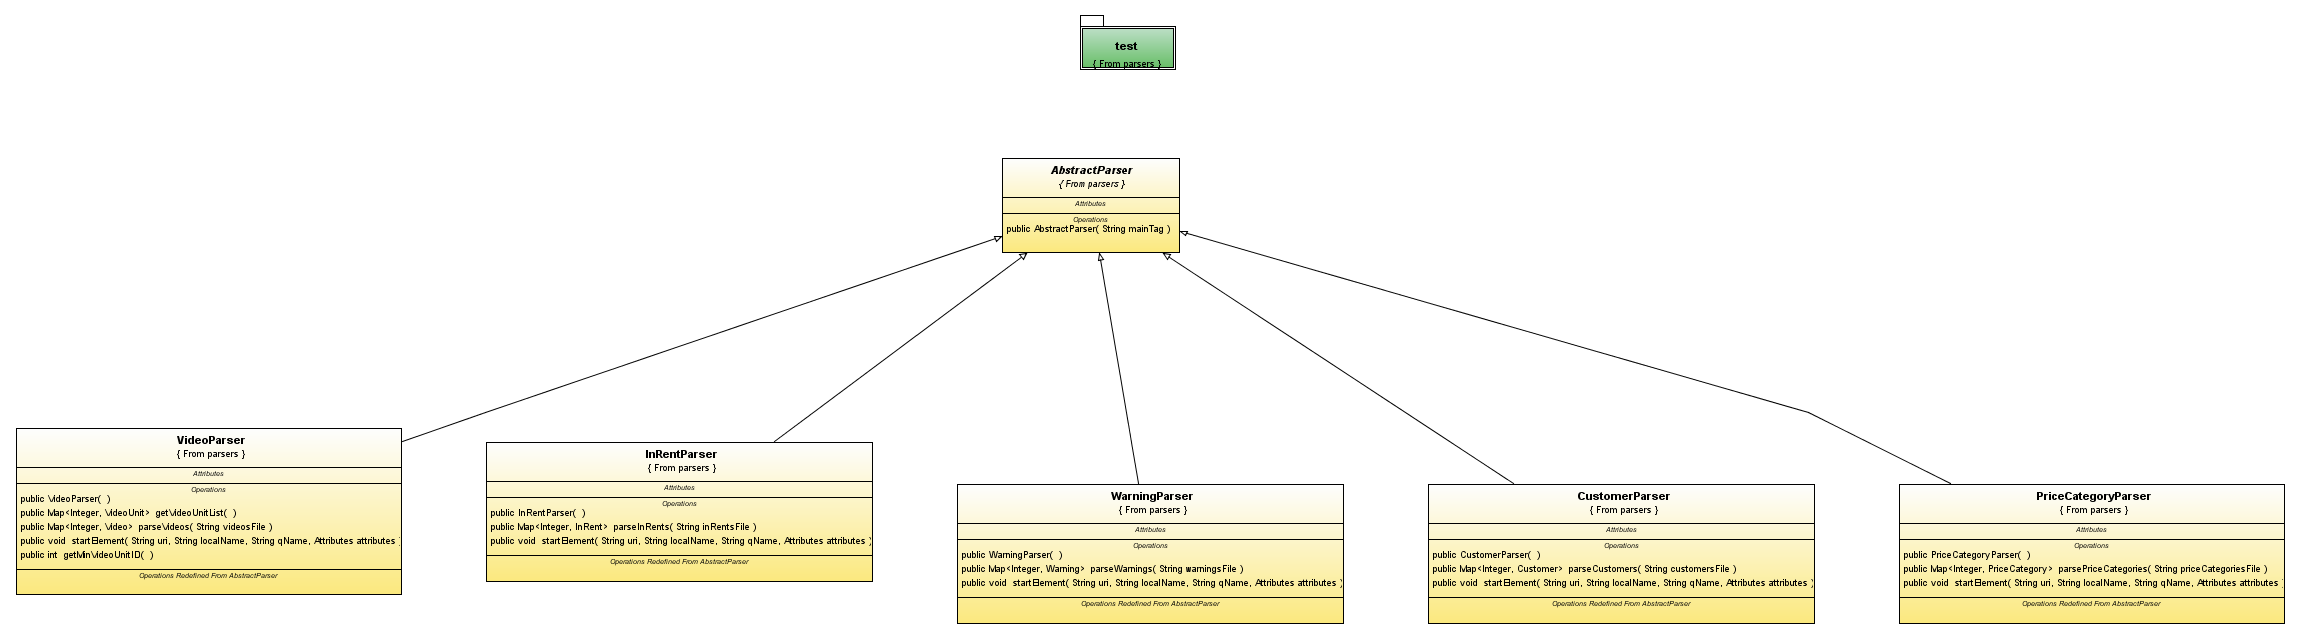 test
{ From parsers }
AbstractParser
{ From parsers }
Attributes
Operations
public AbstractParser( String mainTag )
VideoParser
{ From parsers }
Attributes
Operations
public VideoParser(  )
public Map<Integer, VideoUnit>  getVideoUnitList(  )
public Map<Integer, Video>  parseVideos( String videosFile )
public void  startElement( String uri, String localName, String qName, Attributes attributes )
public int  getMinVideoUnitID(  )
Operations Redefined From AbstractParser
InRentParser
{ From parsers }
Attributes
Operations
public InRentParser(  )
public Map<Integer, InRent>  parseInRents( String inRentsFile )
public void  startElement( String uri, String localName, String qName, Attributes attributes )
Operations Redefined From AbstractParser
WarningParser
{ From parsers }
Attributes
Operations
public WarningParser(  )
public Map<Integer, Warning>  parseWarnings( String warningsFile )
public void  startElement( String uri, String localName, String qName, Attributes attributes )
Operations Redefined From AbstractParser
CustomerParser
{ From parsers }
Attributes
Operations
public CustomerParser(  )
public Map<Integer, Customer>  parseCustomers( String customersFile )
public void  startElement( String uri, String localName, String qName, Attributes attributes )
Operations Redefined From AbstractParser
PriceCategoryParser
{ From parsers }
Attributes
Operations
public PriceCategoryParser(  )
public Map<Integer, PriceCategory>  parsePriceCategories( String priceCategoriesFile )
public void  startElement( String uri, String localName, String qName, Attributes attributes )
Operations Redefined From AbstractParser